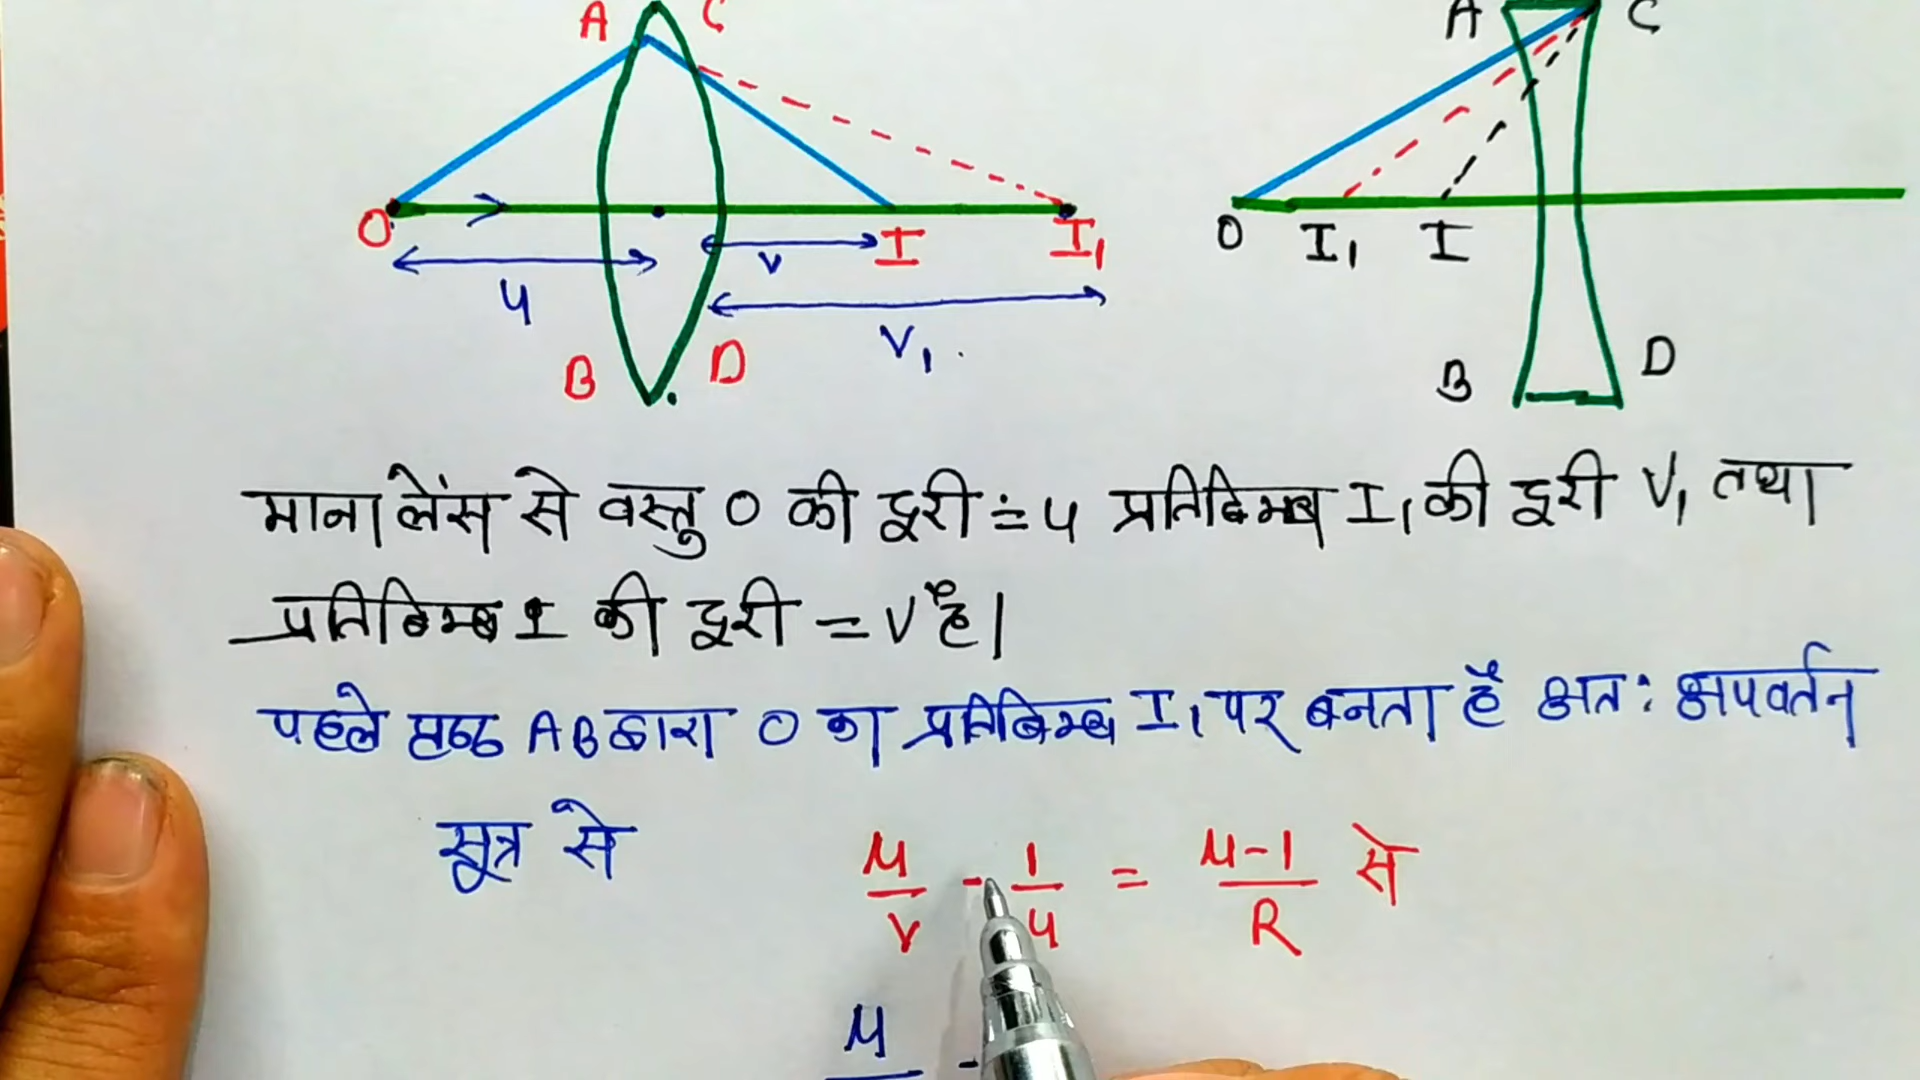 A C A C
O I I₁ O I₁ I
u v
v₁
B D B D
माना लेंस से वस्तु O की दूरी = u प्रतिबिम्ब I₁ की दूरी V₁ तथा
प्रतिबिम्ब I की दूरी = V है।
पहले पृष्ठ AB द्वारा O का प्रतिबिम्ब I₁ पर बनता है अतः अपवर्तन
सूत्र से μ/v - 1/u = μ-1/R से
μ -